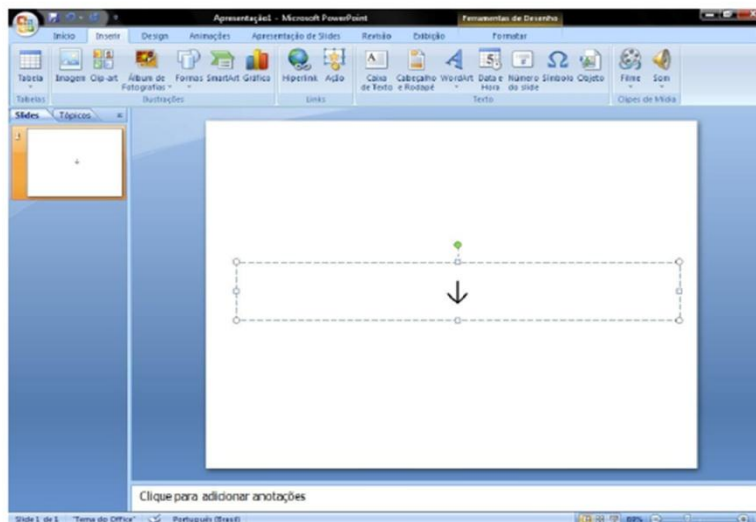 Apresentação1 - Microsoft PowerPoint
Ferramentas de Desenho
Início Inserir Design Animações Apresentação de Slides Revisão Exibição Formatar
Tabela Imagem Clip-art Álbum de Fotografias Formas SmartArt Gráfico Hiperlink Ação Caixa de Texto Cabeçalho e Rodapé WordArt Data e Hora Número do slide Símbolo Objeto Filme Som
Tabelas Ilustrações Links Texto Clipes de Mídia
Slides Tópicos
1
↓
Clique para adicionar anotações
Slide 1 de 1 "Tema do Office" Português (Brasil)